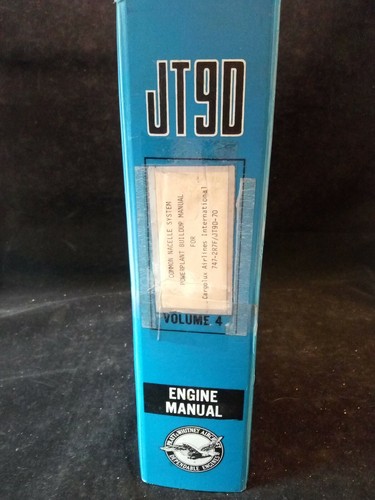 JT9D
COMMON NACELLE SYSTEM
POWERPLANT BUILDUP MANUAL
FOR
Cargolux Airlines International
747-2R7F/JT9D-70
VOLUME 4
ENGINE
MANUAL
PRATT & WHITNEY AIRCRAFT
DEPENDABLE ENGINES